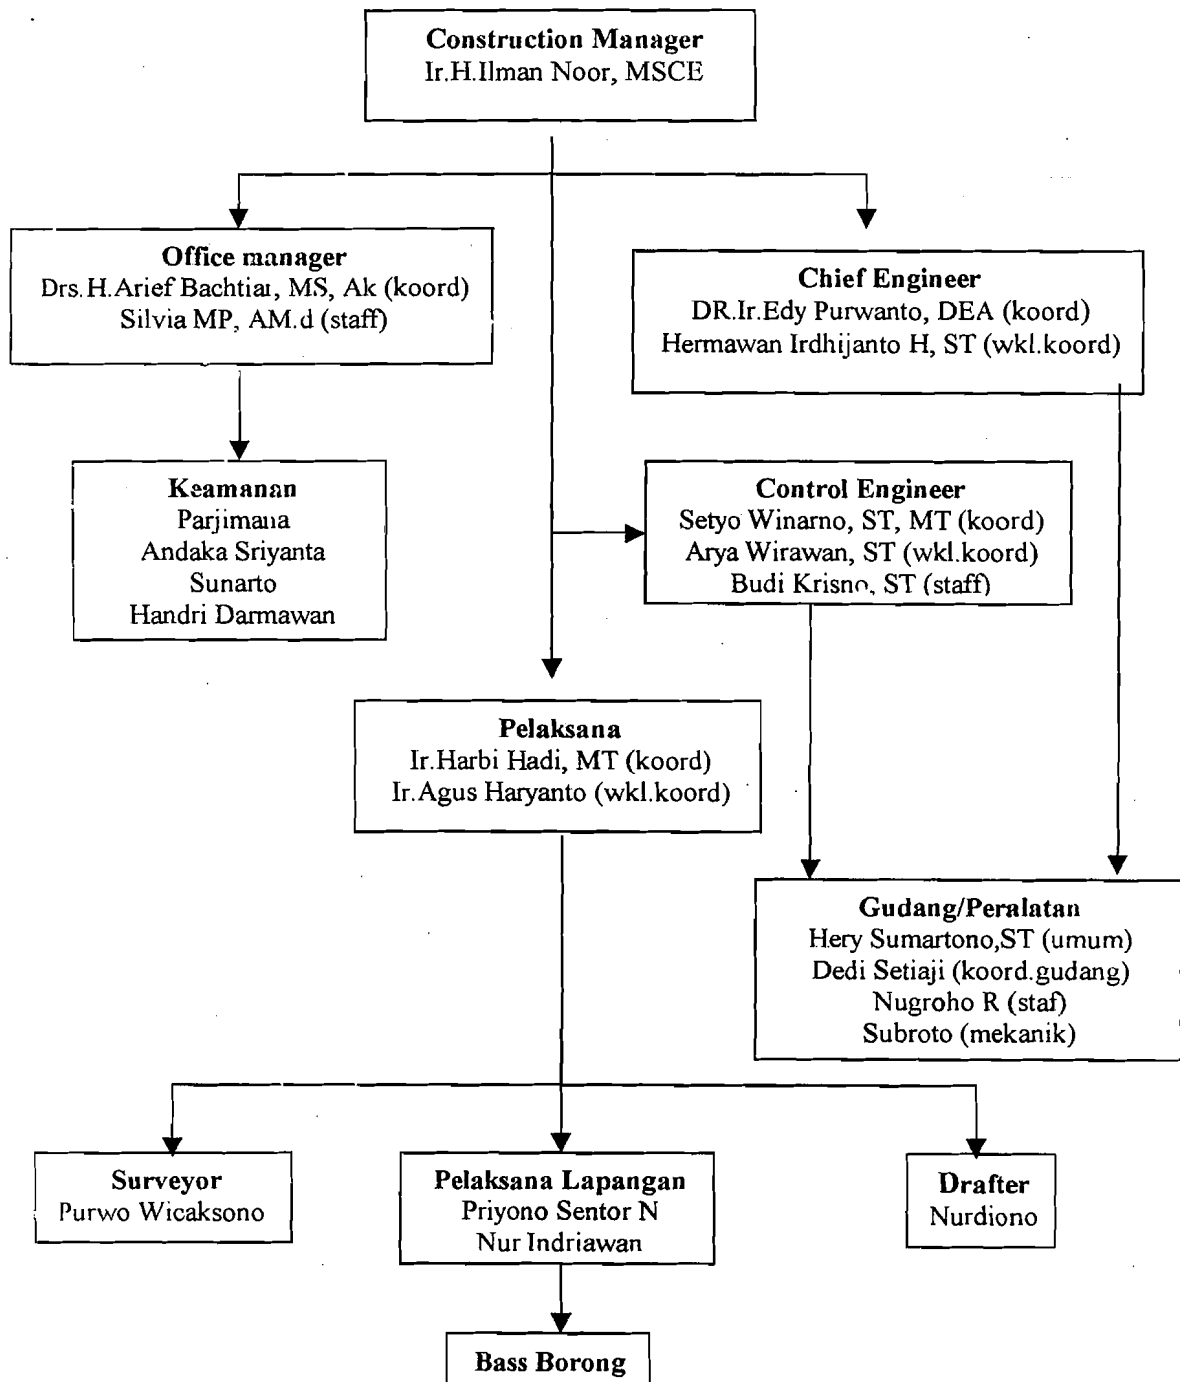 Construction Manager
Ir.H.Ilman Noor, MSCE
Office manager
Drs.H.Arief Bachtiar, MS, Ak (koord)
Silvia MP, AM.d (staff)
Chief Engineer
DR.Ir.Edy Purwanto, DEA (koord)
Hermawan Irdhijanto H, ST (wkl.koord)
Keamanan
Parjimana
Andaka Sriyanta
Sunarto
Handri Darmawan
Control Engineer
Setyo Winarno, ST, MT (koord)
Arya Wirawan, ST (wkl.koord)
Budi Krisno, ST (staff)
Pelaksana
Ir.Harbi Hadi, MT (koord)
Ir.Agus Haryanto (wkl.koord)
Gudang/Peralatan
Hery Sumartono,ST (umum)
Dedi Setiaji (koord.gudang)
Nugroho R (staf)
Subroto (mekanik)
Surveyor
Purwo Wicaksono
Pelaksana Lapangan
Priyono Sentor N
Nur Indriawan
Drafter
Nurdiono
Bass Borong